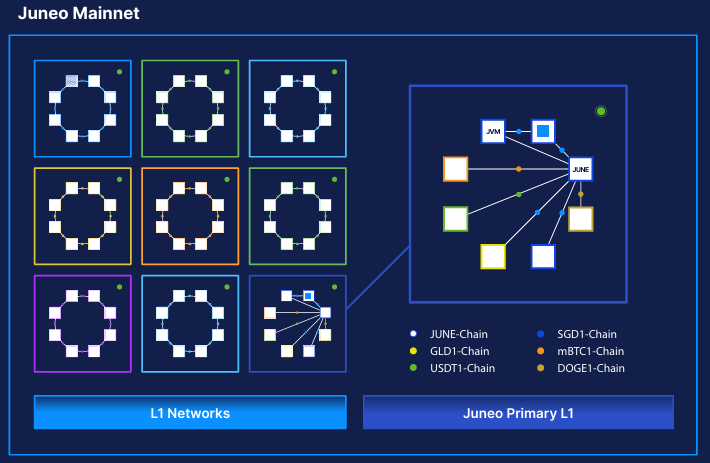 Juneo Mainnet
JVM
JUNE
JUNE-Chain
SGD1-Chain
GLD1-Chain
mBTC1-Chain
USDT1-Chain
DOGE1-Chain
L1 Networks
Juneo Primary L1